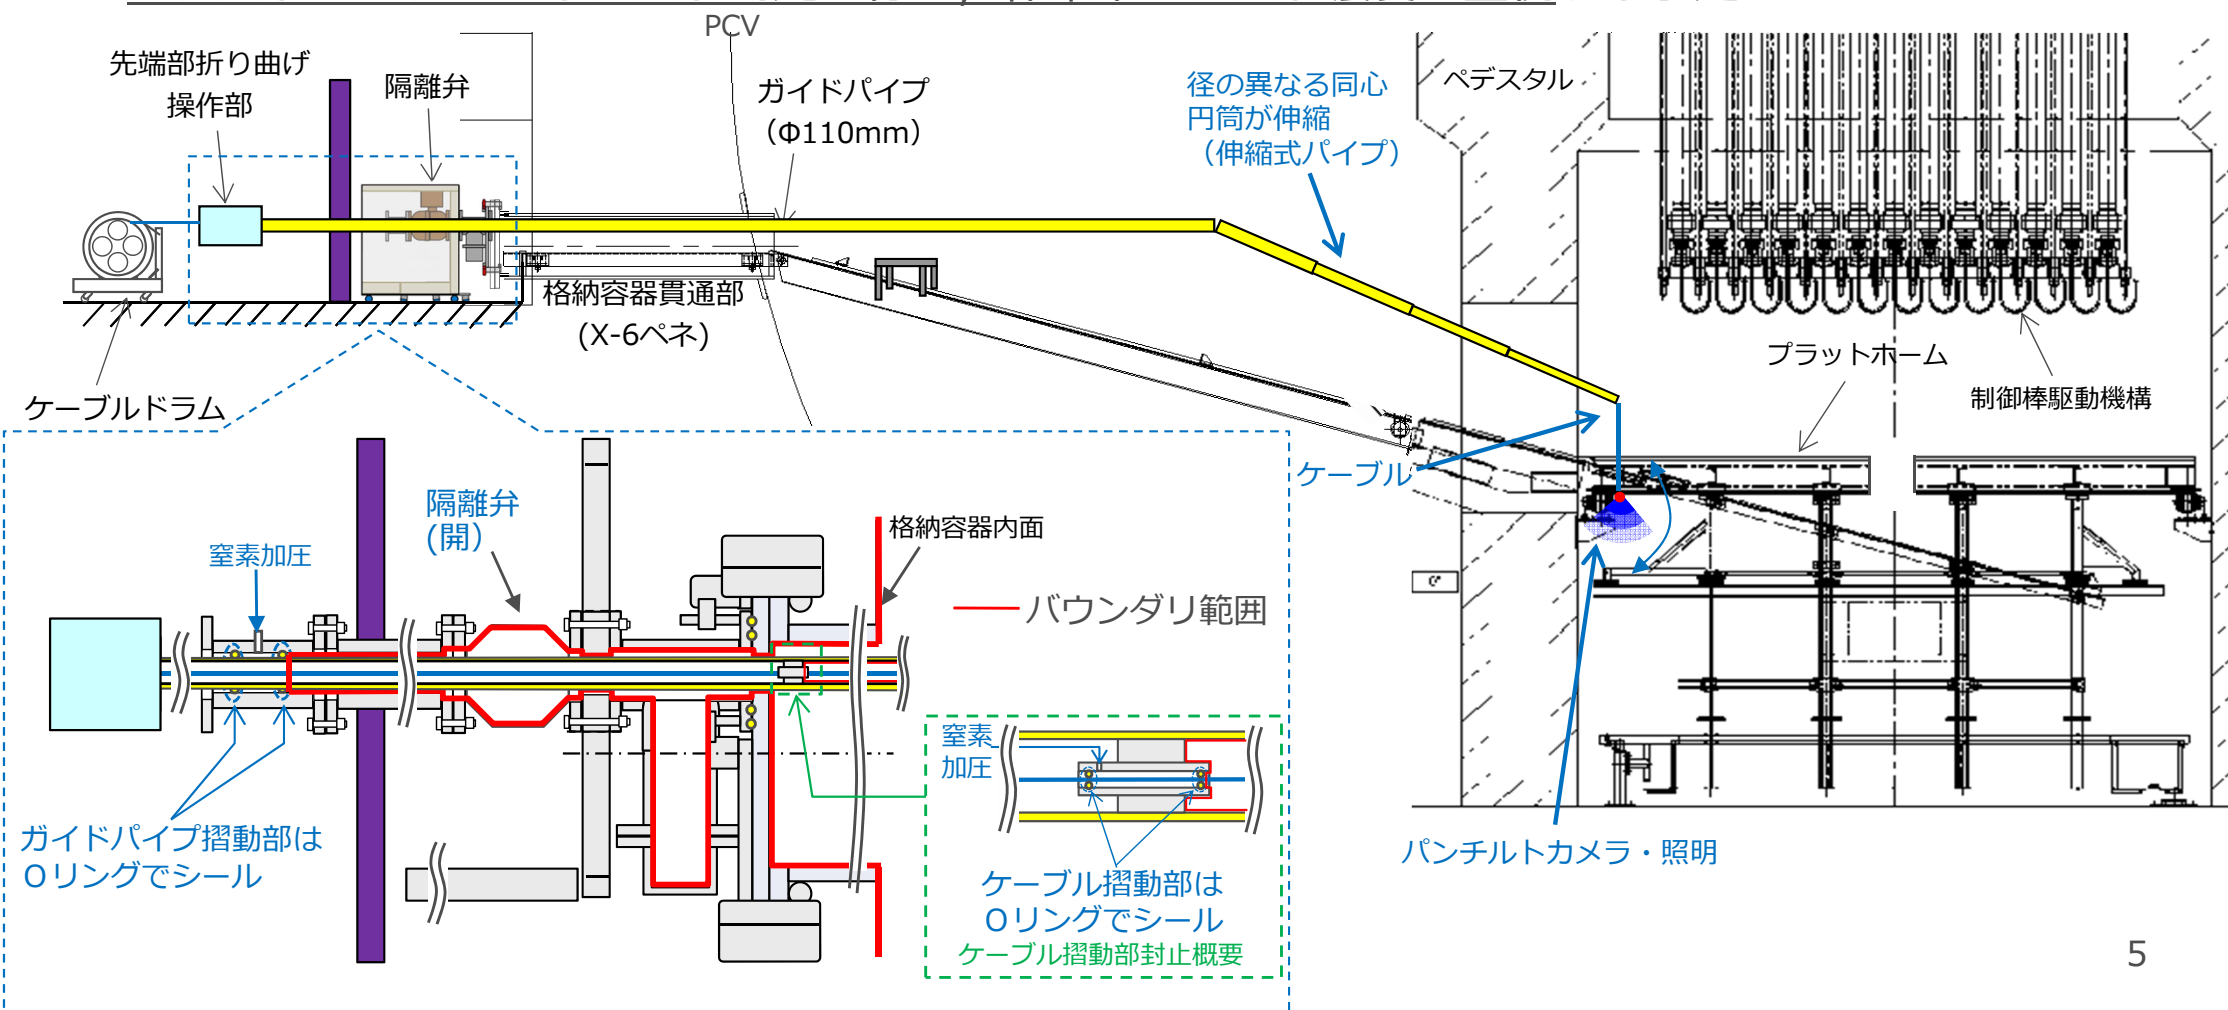 PCV
先端部折り曲げ
操作部
隔離弁
ガイドパイプ
（Φ110mm）
径の異なる同心
円筒が伸縮
（伸縮式パイプ）
ペデスタル
格納容器貫通部
(X-6ペネ)
プラットホーム
制御棒駆動機構
ケーブルドラム
ケーブル
隔離弁
(開）
格納容器内面
窒素加圧
バウンダリ範囲
窒素
加圧
ガイドパイプ摺動部は
Ｏリングでシール
パンチルトカメラ・照明
ケーブル摺動部は
Ｏリングでシール
ケーブル摺動部封止概要
5